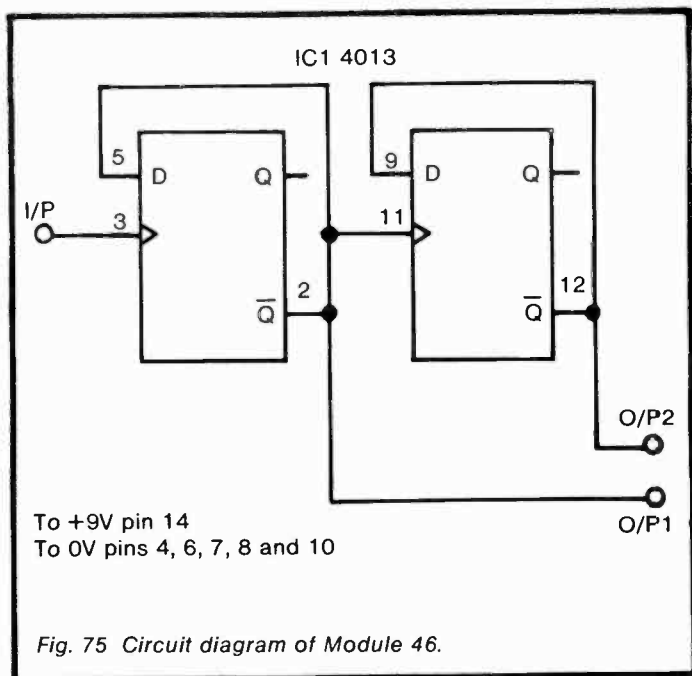 IC1 4013
5
D
Q
9
D
Q
I/P
3
11
2
Q̅
12
Q̅
O/P2
O/P1
To +9V pin 14
To 0V pins 4, 6, 7, 8 and 10
Fig. 75 Circuit diagram of Module 46.